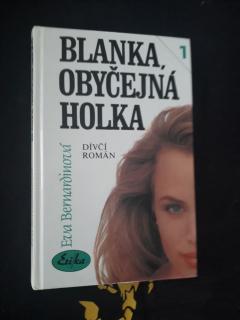 BLANKA,
OBYČEJNÁ
HOLKA
1
DÍVČÍ
ROMÁN
Eva Bernardinová
Erika